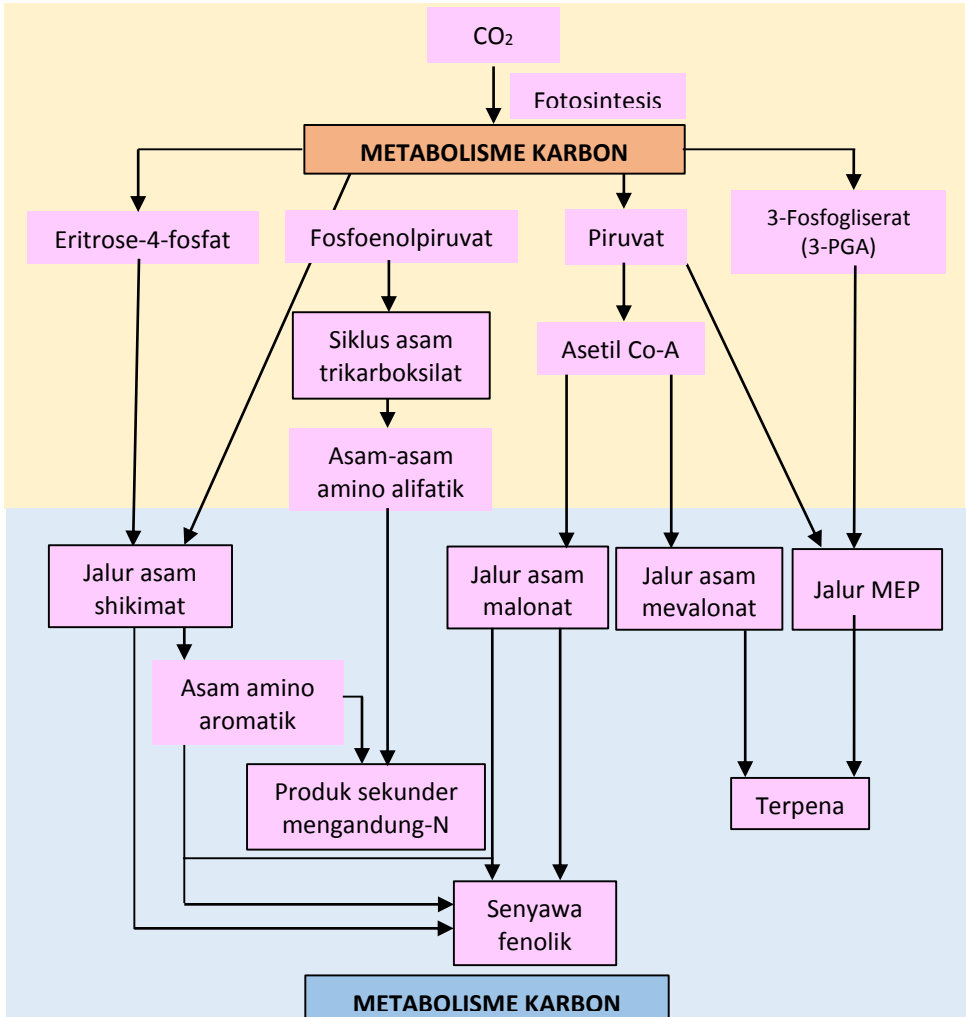 CO₂
Fotosintesis
METABOLISME KARBON
Eritrose-4-fosfat
Fosfoenolpiruvat
Piruvat
3-Fosfogliserat
(3-PGA)
Siklus asam
trikarboksilat
Asetil Co-A
Asam-asam
amino alifatik
Jalur asam
shikimat
Jalur asam
malonat
Jalur asam
mevalonat
Jalur MEP
Asam amino
aromatik
Produk sekunder
mengandung-N
Terpena
Senyawa
fenolik
METABOLISME KARBON